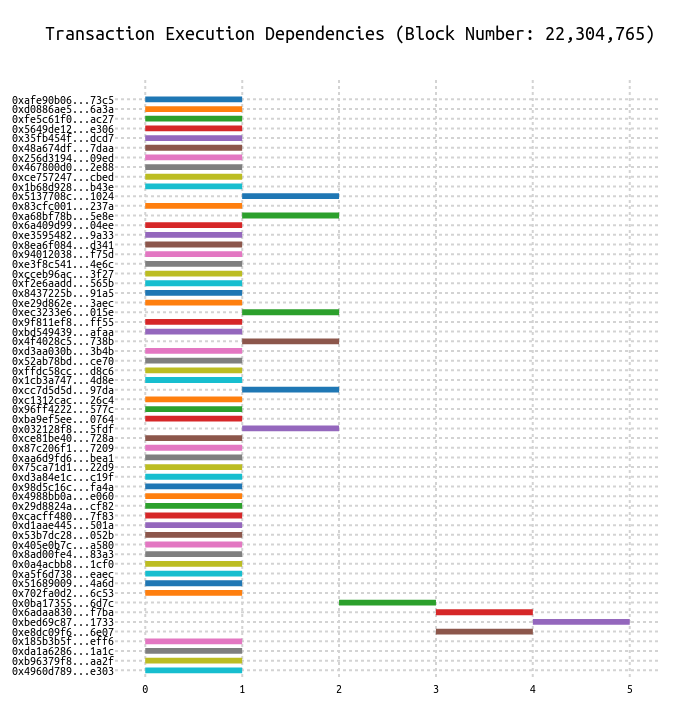 Transaction Execution Dependencies (Block Number: 22,304,765)
0xafe90b06...73c5
0xd0886ae5...6a3a
0xfe5c61f0...ac27
0x5649de12...e306
0x35fb454f...dcd7
0x48a674df...7daa
0x256d3194...09ed
0x467800d0...2e88
0xce757247...cbed
0x1b68d928...b43e
0x5137708c...1024
0x83cfc001...237a
0xa68bf78b...5e8e
0x6a409d99...04ee
0xe3595482...9a33
0x8ea6f084...d341
0x94012038...f75d
0xe3f8c541...4e6c
0xcceb96ac...3f27
0xf2e6aadd...565b
0x8437225b...91a5
0xe29d862e...3aec
0xec3233e6...015e
0x9f811ef8...ff55
0xbd549439...afaa
0x4f4028c5...738b
0xd3aa030b...3b4b
0x52ab78bd...ce70
0xffdc58cc...d8c6
0x1cb3a747...4d8e
0xcc7d5d5d...97da
0xc1312cac...26c4
0x96ff4222...577c
0xba9ef5ee...0764
0x032128f8...5fdf
0xce81be40...728a
0x87c206f1...7209
0xaa6d9fd6...bea1
0x75ca71d1...22d9
0xd3a84e1c...c19f
0x98d5c16c...fa4a
0x4988bb0a...e060
0x29d8824a...cf82
0xcacff480...7f83
0xd1aae445...501a
0x53b7dc28...052b
0x405e0b7c...a580
0x8ad00fe4...83a3
0x0a4acbb8...1cf0
0xa5f6d738...eaec
0x51689009...4a6d
0x702fa0d2...6c53
0x0ba17355...6d7c
0x6adaa830...f7ba
0xbed69c87...1733
0xe8dc09f6...6e07
0x185b3b5f...eff6
0xda1a6286...1a1c
0xb96379f8...aa2f
0x4960d789...e303
0 1 2 3 4 5